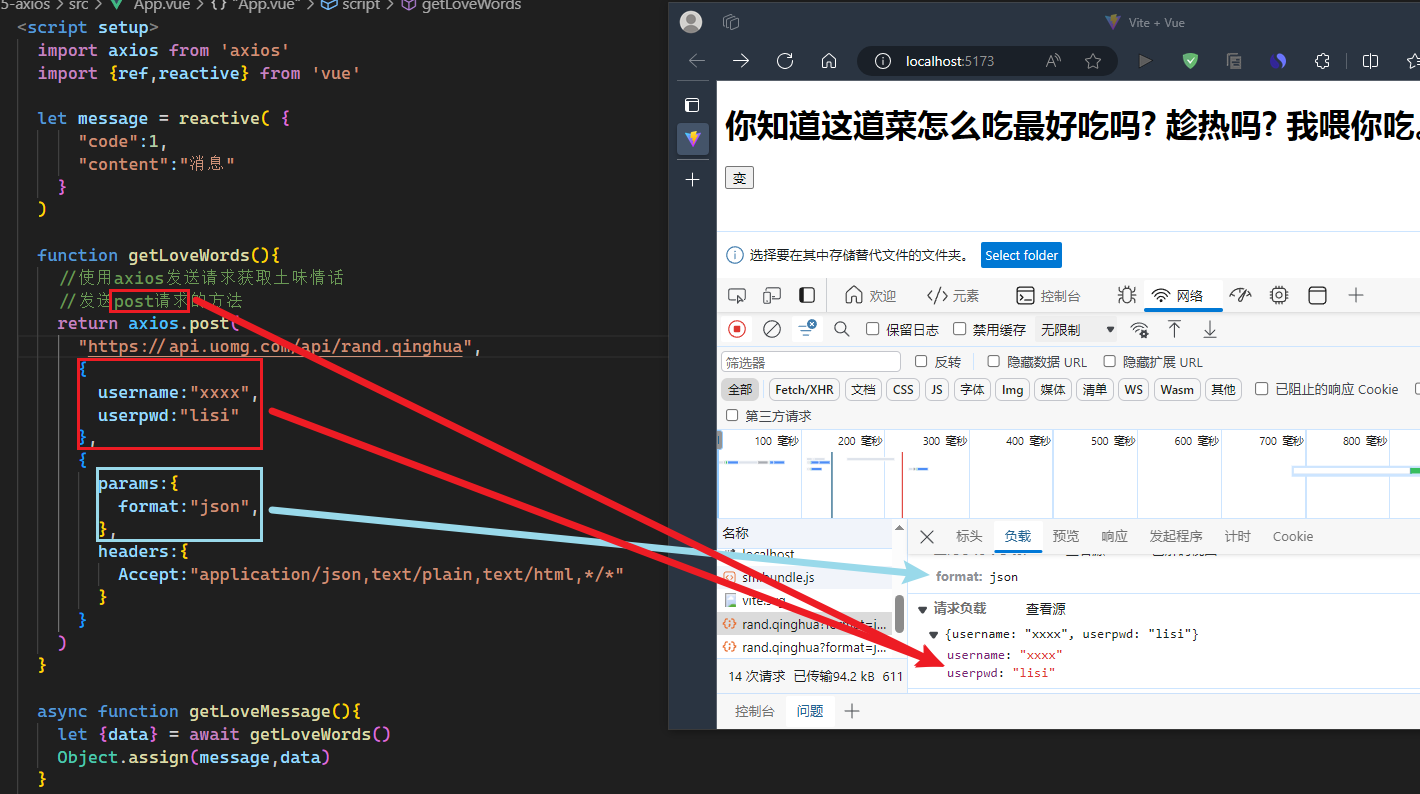 5-axios > src > App.vue > {} "App.vue" > script > getLoveWords
<script setup>
import axios from 'axios'
import {ref,reactive} from 'vue'
let message = reactive( {
"code":1,
"content":"消息"
}
)
function getLoveWords(){
//使用axios发送请求获取土味情话
//发送post请求的方法
return axios.post(
"https://api.uomg.com/api/rand.qinghua",
{
username:"xxxx",
userpwd:"lisi"
},
{
params:{
format:"json",
},
headers:{
Accept:"application/json,text/plain,text/html,*/*"
}
}
)
}
async function getLoveMessage(){
let {data} = await getLoveWords()
Object.assign(message,data)
}
Vite + Vue
localhost:5173
你知道这道菜怎么吃最好吃吗? 趁热吗? 我喂你吃。
变
选择要在其中存储替代文件的文件夹。 Select folder
欢迎 元素 控制台 网络
保留日志 禁用缓存 无限制
筛选器 反转 隐藏数据 URL 隐藏扩展 URL
全部 Fetch/XHR 文档 CSS JS 字体 Img 媒体 清单 WS Wasm 其他 已阻止的响应 Cookie
第三方请求
100 毫秒 200 毫秒 300 毫秒 400 毫秒 500 毫秒 600 毫秒 700 毫秒 800 毫秒
名称 标头 负载 预览 响应 发起程序 计时 Cookie
localhost
format: json
sm.bundle.js
vite.svg
请求负载 查看源
rand.qinghua?format=j...
{username: "xxxx", userpwd: "lisi"}
rand.qinghua?format=j...
username: "xxxx"
userpwd: "lisi"
14 次请求 已传输94.2 kB 611
控制台 问题